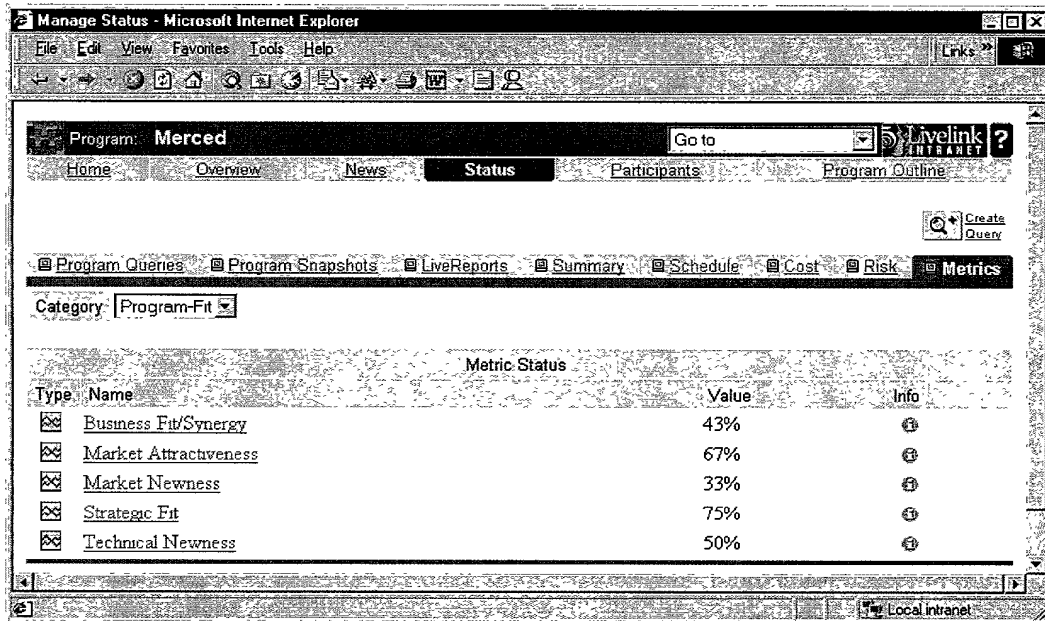 Manage Status - Microsoft Internet Explorer
File Edit View Favorites Tools Help Links »
Program: Merced Go to Livelink INTRANET ?
Home Overview News Status Participants Program Outline
Create
Query
Program Queries Program Snapshots LiveReports Summary Schedule Cost Risk Metrics
Category: Program-Fit
Metric Status
Type Name Value Info
Business Fit/Synergy 43%
Market Attractiveness 67%
Market Newness 33%
Strategic Fit 75%
Technical Newness 50%
Local intranet